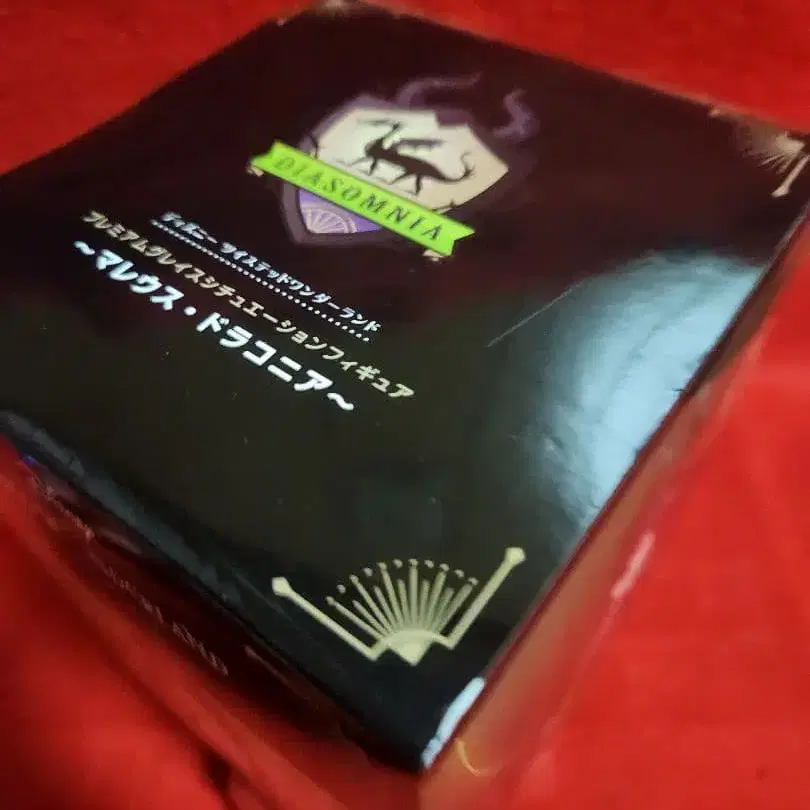 DIASOMNIA
ディズニー ツイステッドワンダーランド
プレミアムグレイスシチュエーションフィギュア
～マレウス・ドラコニア～